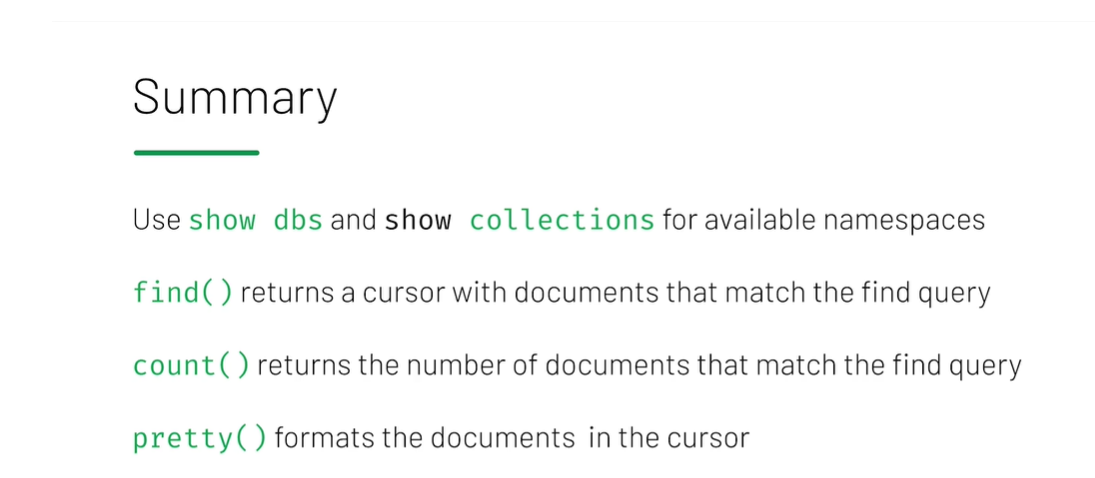 Summary
Use show dbs and show collections for available namespaces
find() returns a cursor with documents that match the find query
count() returns the number of documents that match the find query
pretty() formats the documents in the cursor